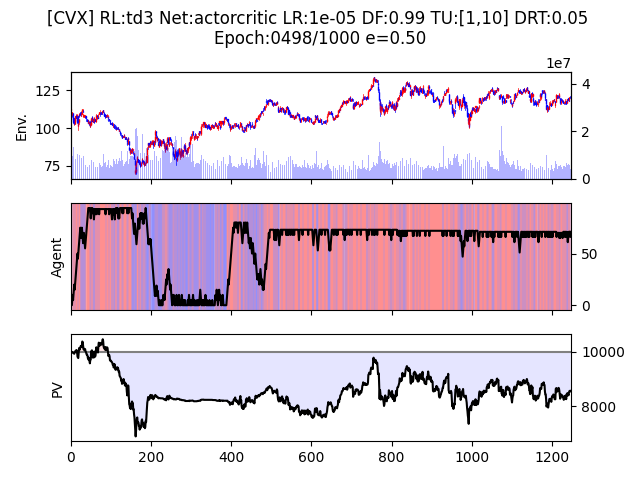 [CVX] RL:td3 Net:actorcritic LR:1e-05 DF:0.99 TU:[1,10] DRT:0.05
Epoch:0498/1000 e=0.50
1e7
Env.
125
100
75
4
2
0
Agent
50
0
PV
10000
8000
0
200
400
600
800
1000
1200